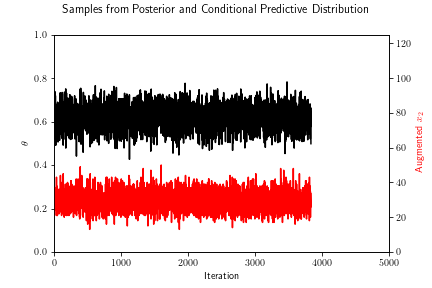 Samples from Posterior and Conditional Predictive Distribution
1.0
0.8
0.6
0.4
0.2
0.0
θ
120
100
80
60
40
20
0
Augmented x₂
0 1000 2000 3000 4000 5000
Iteration